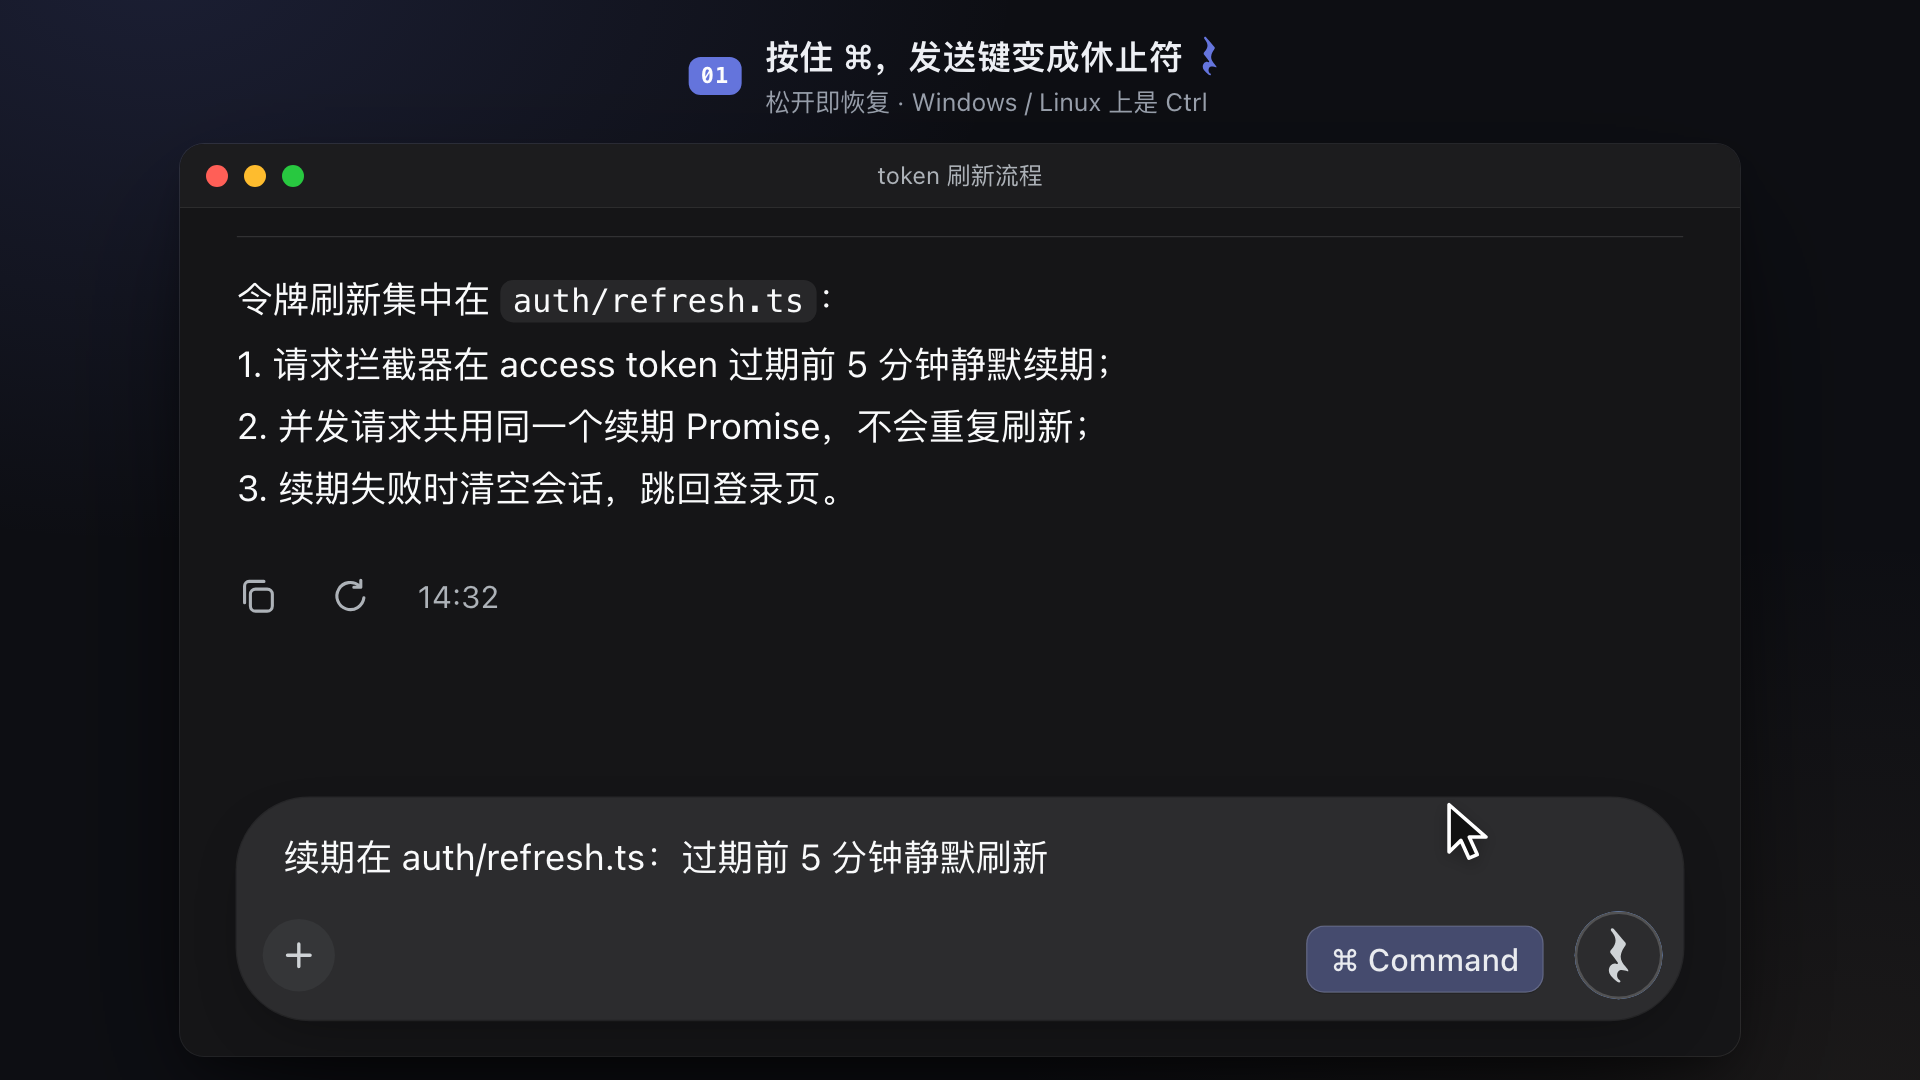 01
按住 ⌘，发送键变成休止符 𝄽
松开即恢复 · Windows / Linux 上是 Ctrl
token 刷新流程
令牌刷新集中在 auth/refresh.ts：
1. 请求拦截器在 access token 过期前 5 分钟静默续期；
2. 并发请求共用同一个续期 Promise，不会重复刷新；
3. 续期失败时清空会话，跳回登录页。
14:32
续期在 auth/refresh.ts：过期前 5 分钟静默刷新
⌘ Command